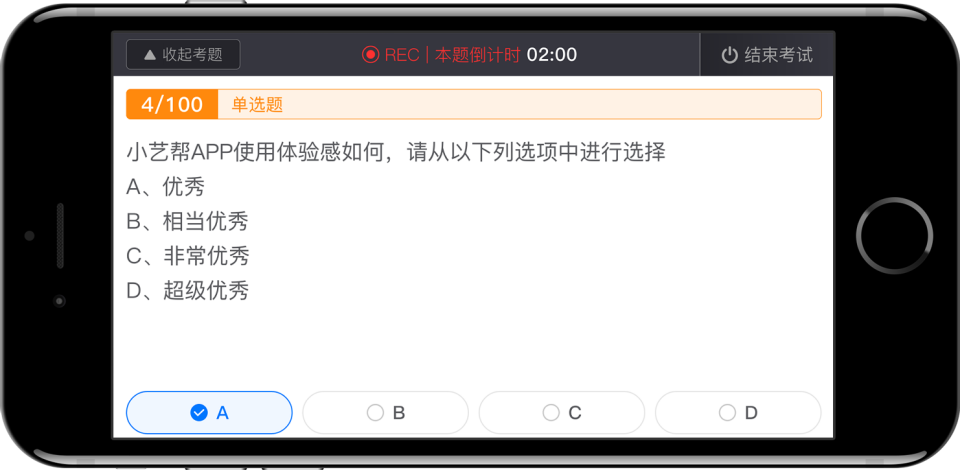 收起考题 REC | 本题倒计时 02:00 结束考试
4/100 单选题
小艺帮APP使用体验感如何，请从以下列选项中进行选择
A、优秀
B、相当优秀
C、非常优秀
D、超级优秀
A B C D